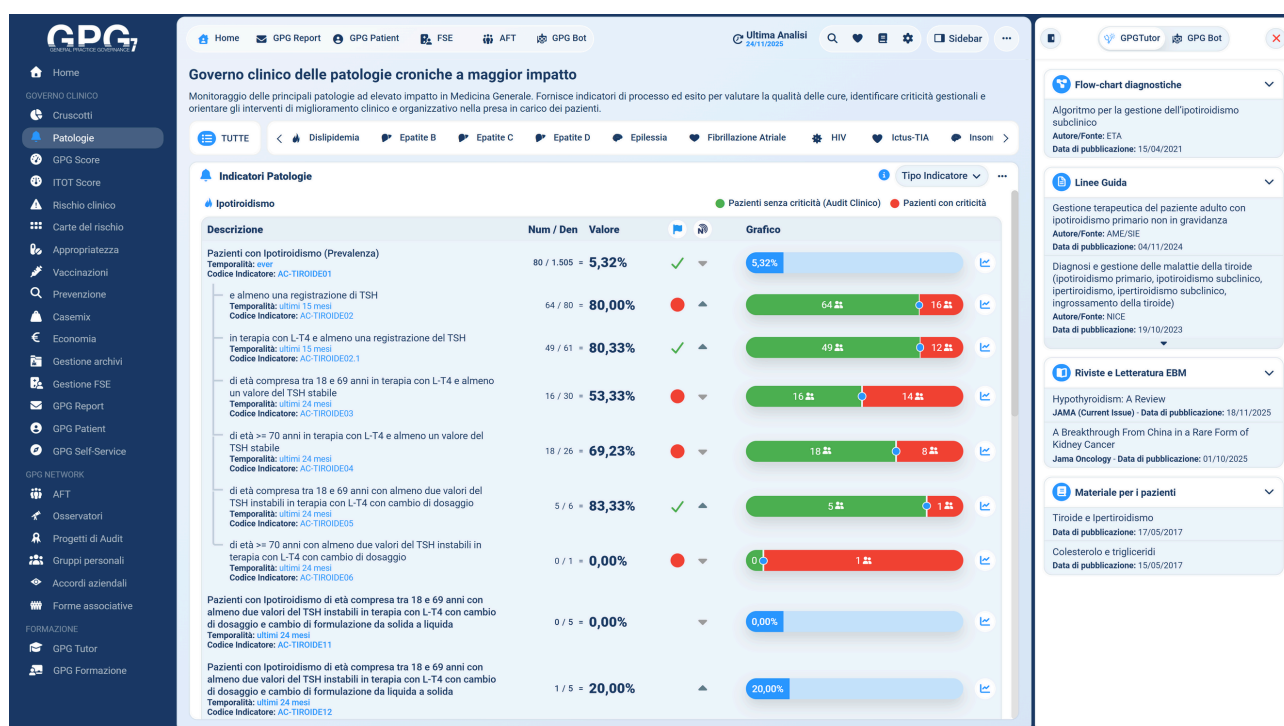 GPG7
GENERAL PRACTICE GOVERNANCE
Home
GOVERNO CLINICO
Cruscotti
Patologie
GPG Score
ITOT Score
Rischio clinico
Carte del rischio
Appropriatezza
Vaccinazioni
Prevenzione
Casemix
Economia
Gestione archivi
Gestione FSE
GPG Report
GPG Patient
GPG Self-Service
GPG NETWORK
AFT
Osservatori
Progetti di Audit
Gruppi personali
Accordi aziendali
Forme associative
FORMAZIONE
GPG Tutor
GPG Formazione
Home GPG Report GPG Patient FSE AFT GPG Bot
Ultima Analisi
24/11/2025
Sidebar
Governo clinico delle patologie croniche a maggior impatto
Monitoraggio delle principali patologie ad elevato impatto in Medicina Generale. Fornisce indicatori di processo ed esito per valutare la qualità delle cure, identificare criticità gestionali e
orientare gli interventi di miglioramento clinico e organizzativo nella presa in carico dei pazienti.
TUTTE Dislipidemia Epatite B Epatite C Epatite D Epilessia Fibrillazione Atriale HIV Ictus-TIA Insonn
Indicatori Patologie
Tipo Indicatore
Ipotiroidismo
Pazienti senza criticità (Audit Clinico) Pazienti con criticità
Descrizione Num / Den Valore Grafico
Pazienti con Ipotiroidismo (Prevalenza)
Temporalità: ever
Codice Indicatore: AC-TIROIDE01
80 / 1.505 = 5,32%
5,32%
e almeno una registrazione di TSH
Temporalità: ultimi 15 mesi
Codice Indicatore: AC-TIROIDE02
64 / 80 = 80,00%
64 16
in terapia con L-T4 e almeno una registrazione del TSH
Temporalità: ultimi 15 mesi
Codice Indicatore: AC-TIROIDE02.1
49 / 61 = 80,33%
49 12
di età compresa tra 18 e 69 anni in terapia con L-T4 e almeno
un valore del TSH stabile
Temporalità: ultimi 24 mesi
Codice Indicatore: AC-TIROIDE03
16 / 30 = 53,33%
16 14
di età >= 70 anni in terapia con L-T4 e almeno un valore del
TSH stabile
Temporalità: ultimi 24 mesi
Codice Indicatore: AC-TIROIDE04
18 / 26 = 69,23%
18 8
di età compresa tra 18 e 69 anni con almeno due valori del
TSH instabili in terapia con L-T4 con cambio di dosaggio
Temporalità: ultimi 24 mesi
Codice Indicatore: AC-TIROIDE05
5 / 6 = 83,33%
5 1
di età >= 70 anni con almeno due valori del TSH instabili in
terapia con L-T4 con cambio di dosaggio
Temporalità: ultimi 24 mesi
Codice Indicatore: AC-TIROIDE06
0 / 1 = 0,00%
0 1
Pazienti con Ipotiroidismo di età compresa tra 18 e 69 anni con
almeno due valori del TSH instabili in terapia con L-T4 con cambio
di dosaggio e cambio di formulazione da solida a liquida
Temporalità: ultimi 24 mesi
Codice Indicatore: AC-TIROIDE11
0 / 5 = 0,00%
0,00%
Pazienti con Ipotiroidismo di età compresa tra 18 e 69 anni con
almeno due valori del TSH instabili in terapia con L-T4 con cambio
di dosaggio e cambio di formulazione da liquida a solida
Temporalità: ultimi 24 mesi
Codice Indicatore: AC-TIROIDE12
1 / 5 = 20,00%
20,00%
GPGTutor GPG Bot
Flow-chart diagnostiche
Algoritmo per la gestione dell'ipotiroidismo
subclinico
Autore/Fonte: ETA
Data di pubblicazione: 15/04/2021
Linee Guida
Gestione terapeutica del paziente adulto con
ipotiroidismo primario non in gravidanza
Autore/Fonte: AME/SIE
Data di pubblicazione: 04/11/2024
Diagnosi e gestione delle malattie della tiroide
(ipotiroidismo primario, ipotiroidismo subclinico,
ipertiroidismo, ipertiroidismo subclinico,
ingrossamento della tiroide)
Autore/Fonte: NICE
Data di pubblicazione: 19/10/2023
Riviste e Letteratura EBM
Hypothyroidism: A Review
JAMA (Current Issue) - Data di pubblicazione: 18/11/2025
A Breakthrough From China in a Rare Form of
Kidney Cancer
Jama Oncology - Data di pubblicazione: 01/10/2025
Materiale per i pazienti
Tiroide e Ipertiroidismo
Data di pubblicazione: 17/05/2017
Colesterolo e trigliceridi
Data di pubblicazione: 15/05/2017